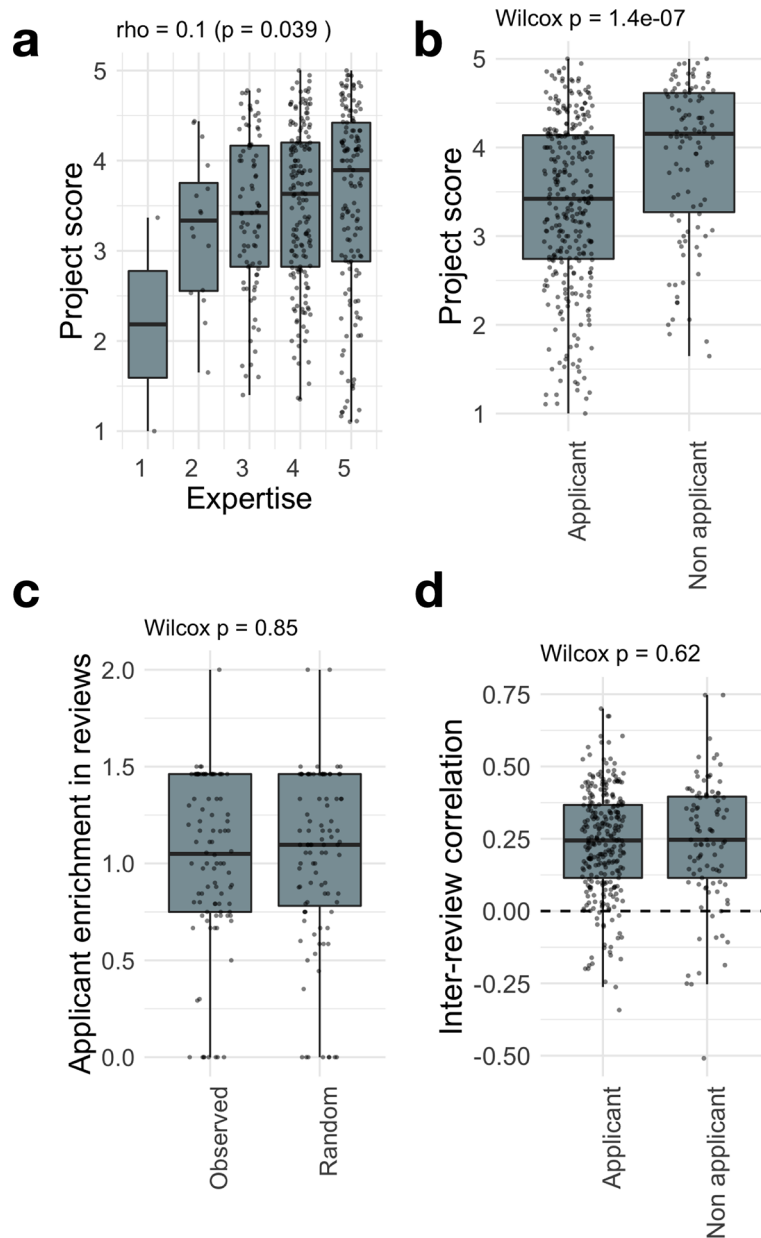 a
rho = 0.1 (p = 0.039 )
Project score
5
4
3
2
1
1 2 3 4 5
Expertise
b
Wilcox p = 1.4e-07
Project score
5
4
3
2
1
Applicant
Non applicant
c
Wilcox p = 0.85
Applicant enrichment in reviews
2.0
1.5
1.0
0.5
0.0
Observed
Random
d
Wilcox p = 0.62
Inter-review correlation
0.75
0.50
0.25
0.00
-0.25
-0.50
Applicant
Non applicant